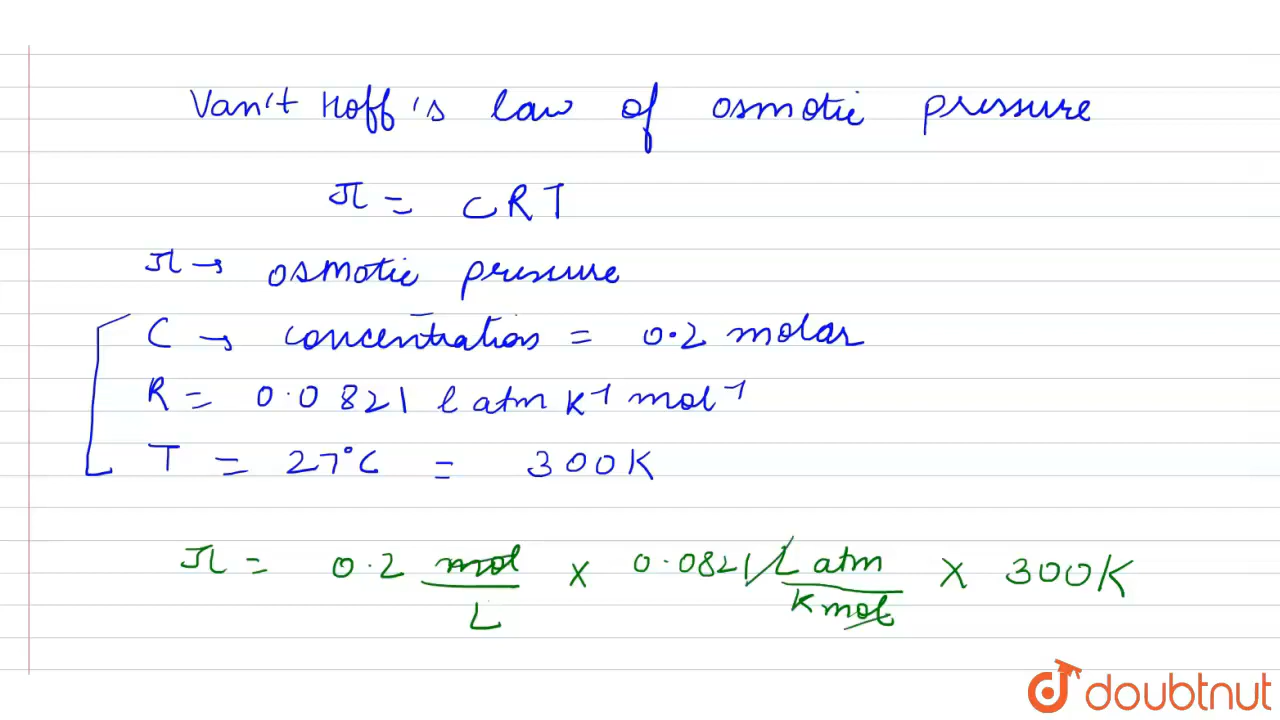 Van't Hoff's law of osmotic pressure
π = CRT
π → osmotic pressure
C → concentration = 0.2 molar
R = 0.0821 l atm K⁻¹ mol⁻¹
T = 27°C = 300K
π = 0.2 mol/L × 0.0821 L atm/K mol × 300K
doubtnut